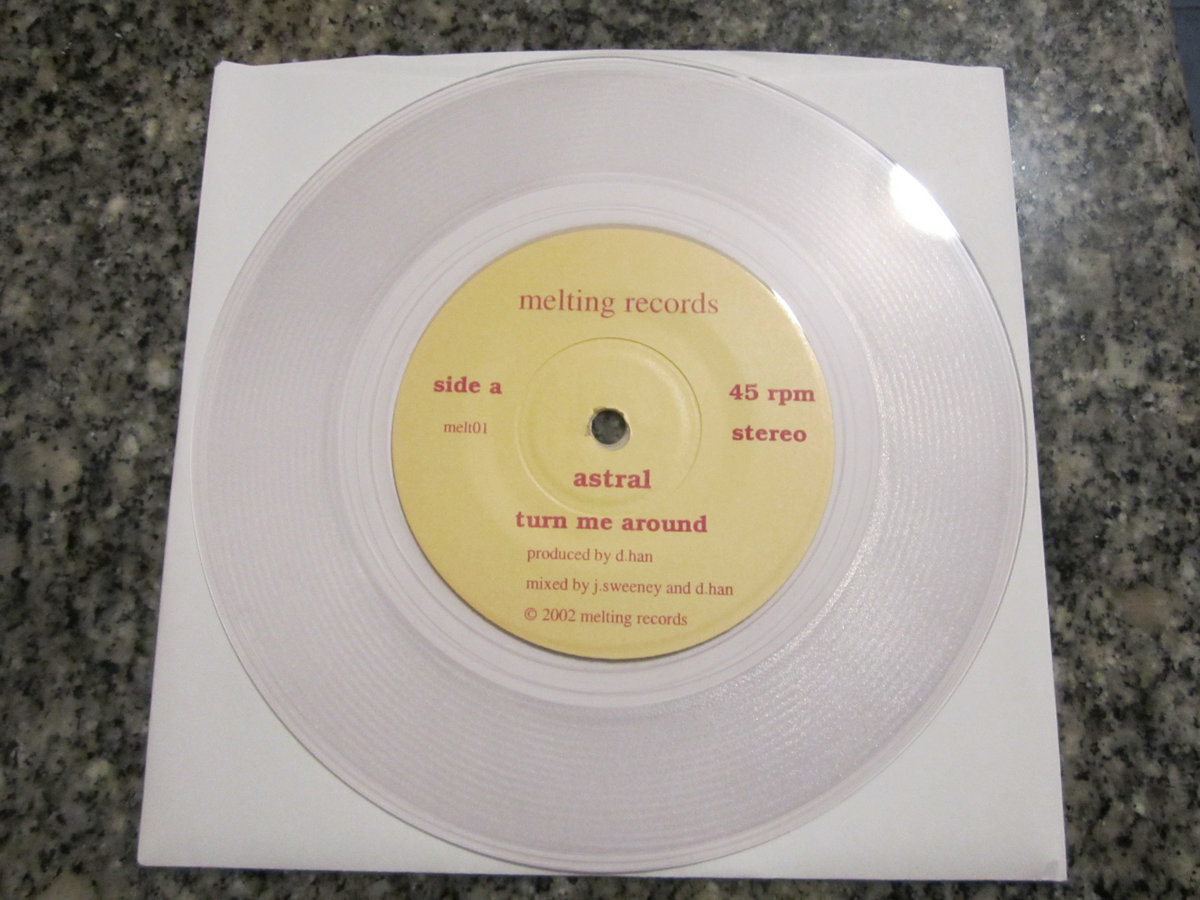 melting records
side a
45 rpm
melt01
stereo
astral
turn me around
produced by d.han
mixed by j.sweeney and d.han
© 2002 melting records